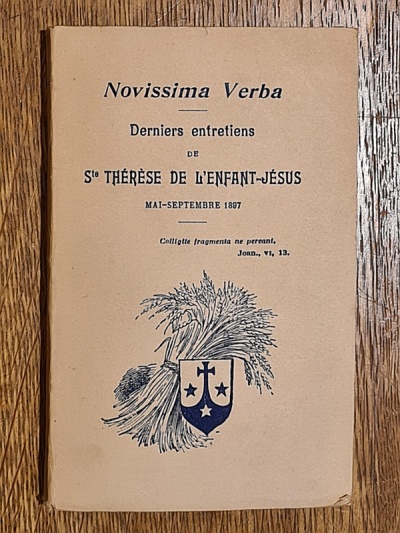 Novissima Verba
Derniers entretiens
DE
Ste THÉRÈSE DE L'ENFANT-JÉSUS
MAI-SEPTEMBRE 1897
Colligite fragmenta ne pereant,
Joan., VI, 13.